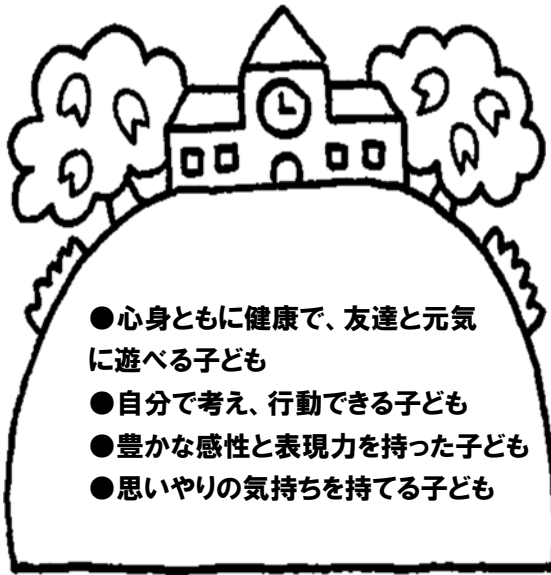 ●心身ともに健康で、友達と元気
に遊べる子ども
●自分で考え、行動できる子ども
●豊かな感性と表現力を持った子ども
●思いやりの気持ちを持てる子ども